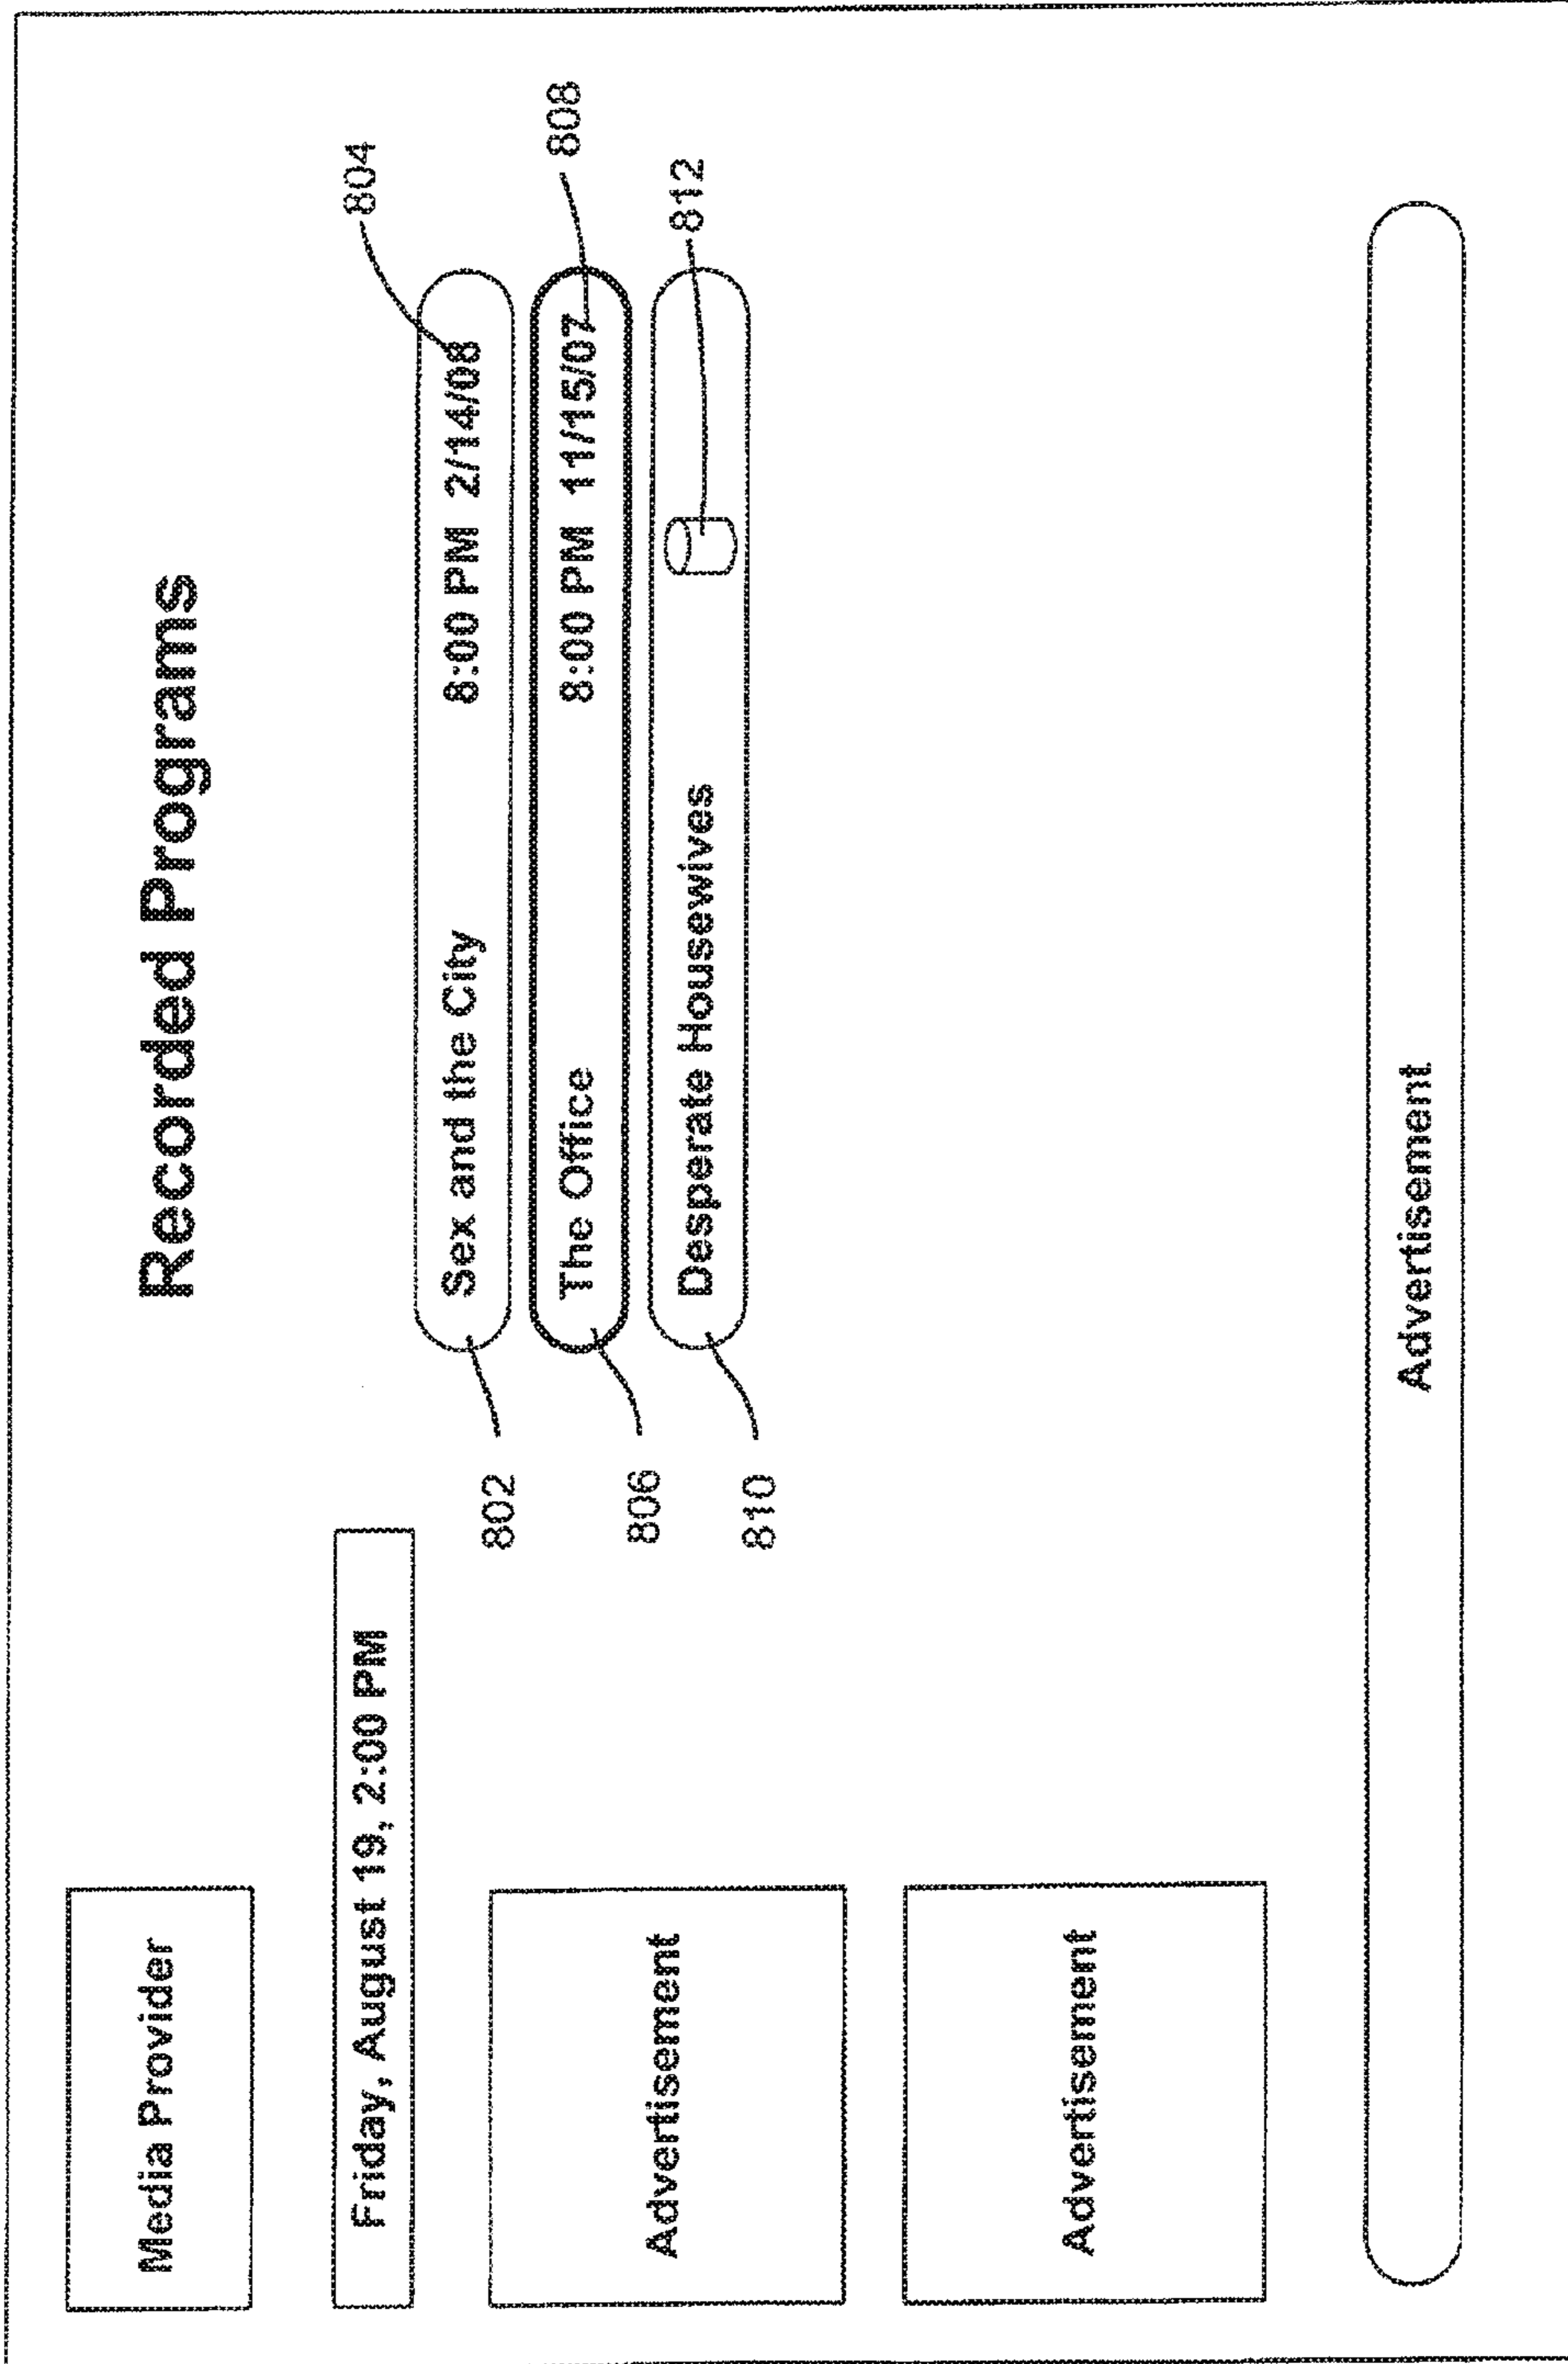 Media Provider
Recorded Programs
Friday, August 19, 2:00 PM
804
802
Sex and the City 8:00 PM 2/14/08
808
806
The Office 8:00 PM 11/15/07
812
810
Desperate Housewives
Advertisement
Advertisement
Advertisement